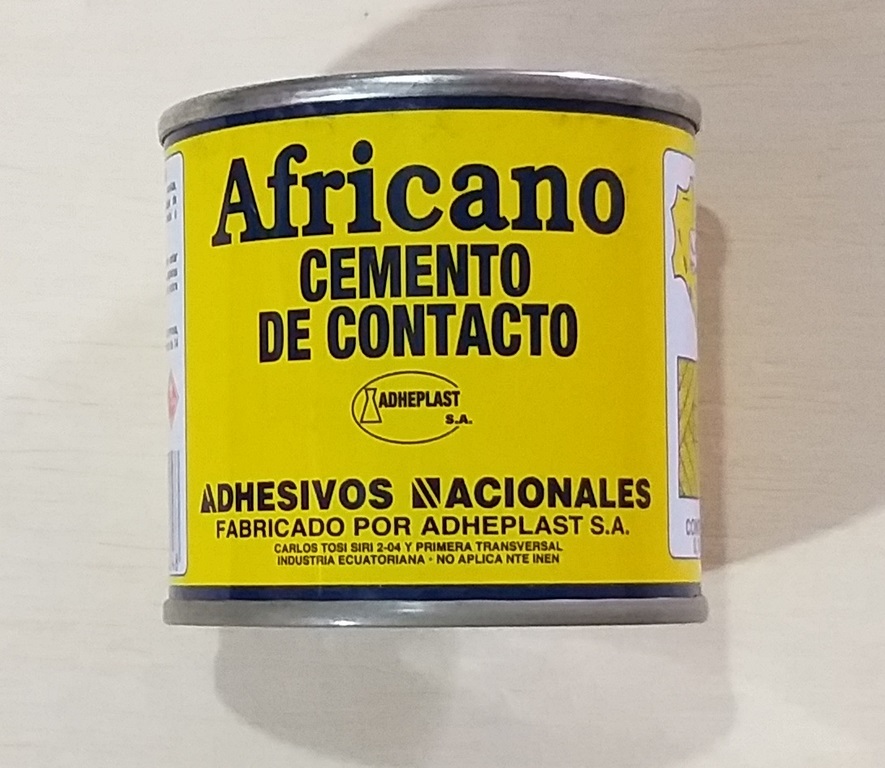 Africano
CEMENTO
DE CONTACTO
ADHEPLAST
S.A.
ADHESIVOS NACIONALES
FABRICADO POR ADHEPLAST S.A.
CARLOS TOSI SIRI 2-04 Y PRIMERA TRANSVERSAL
INDUSTRIA ECUATORIANA - NO APLICA NTE INEN